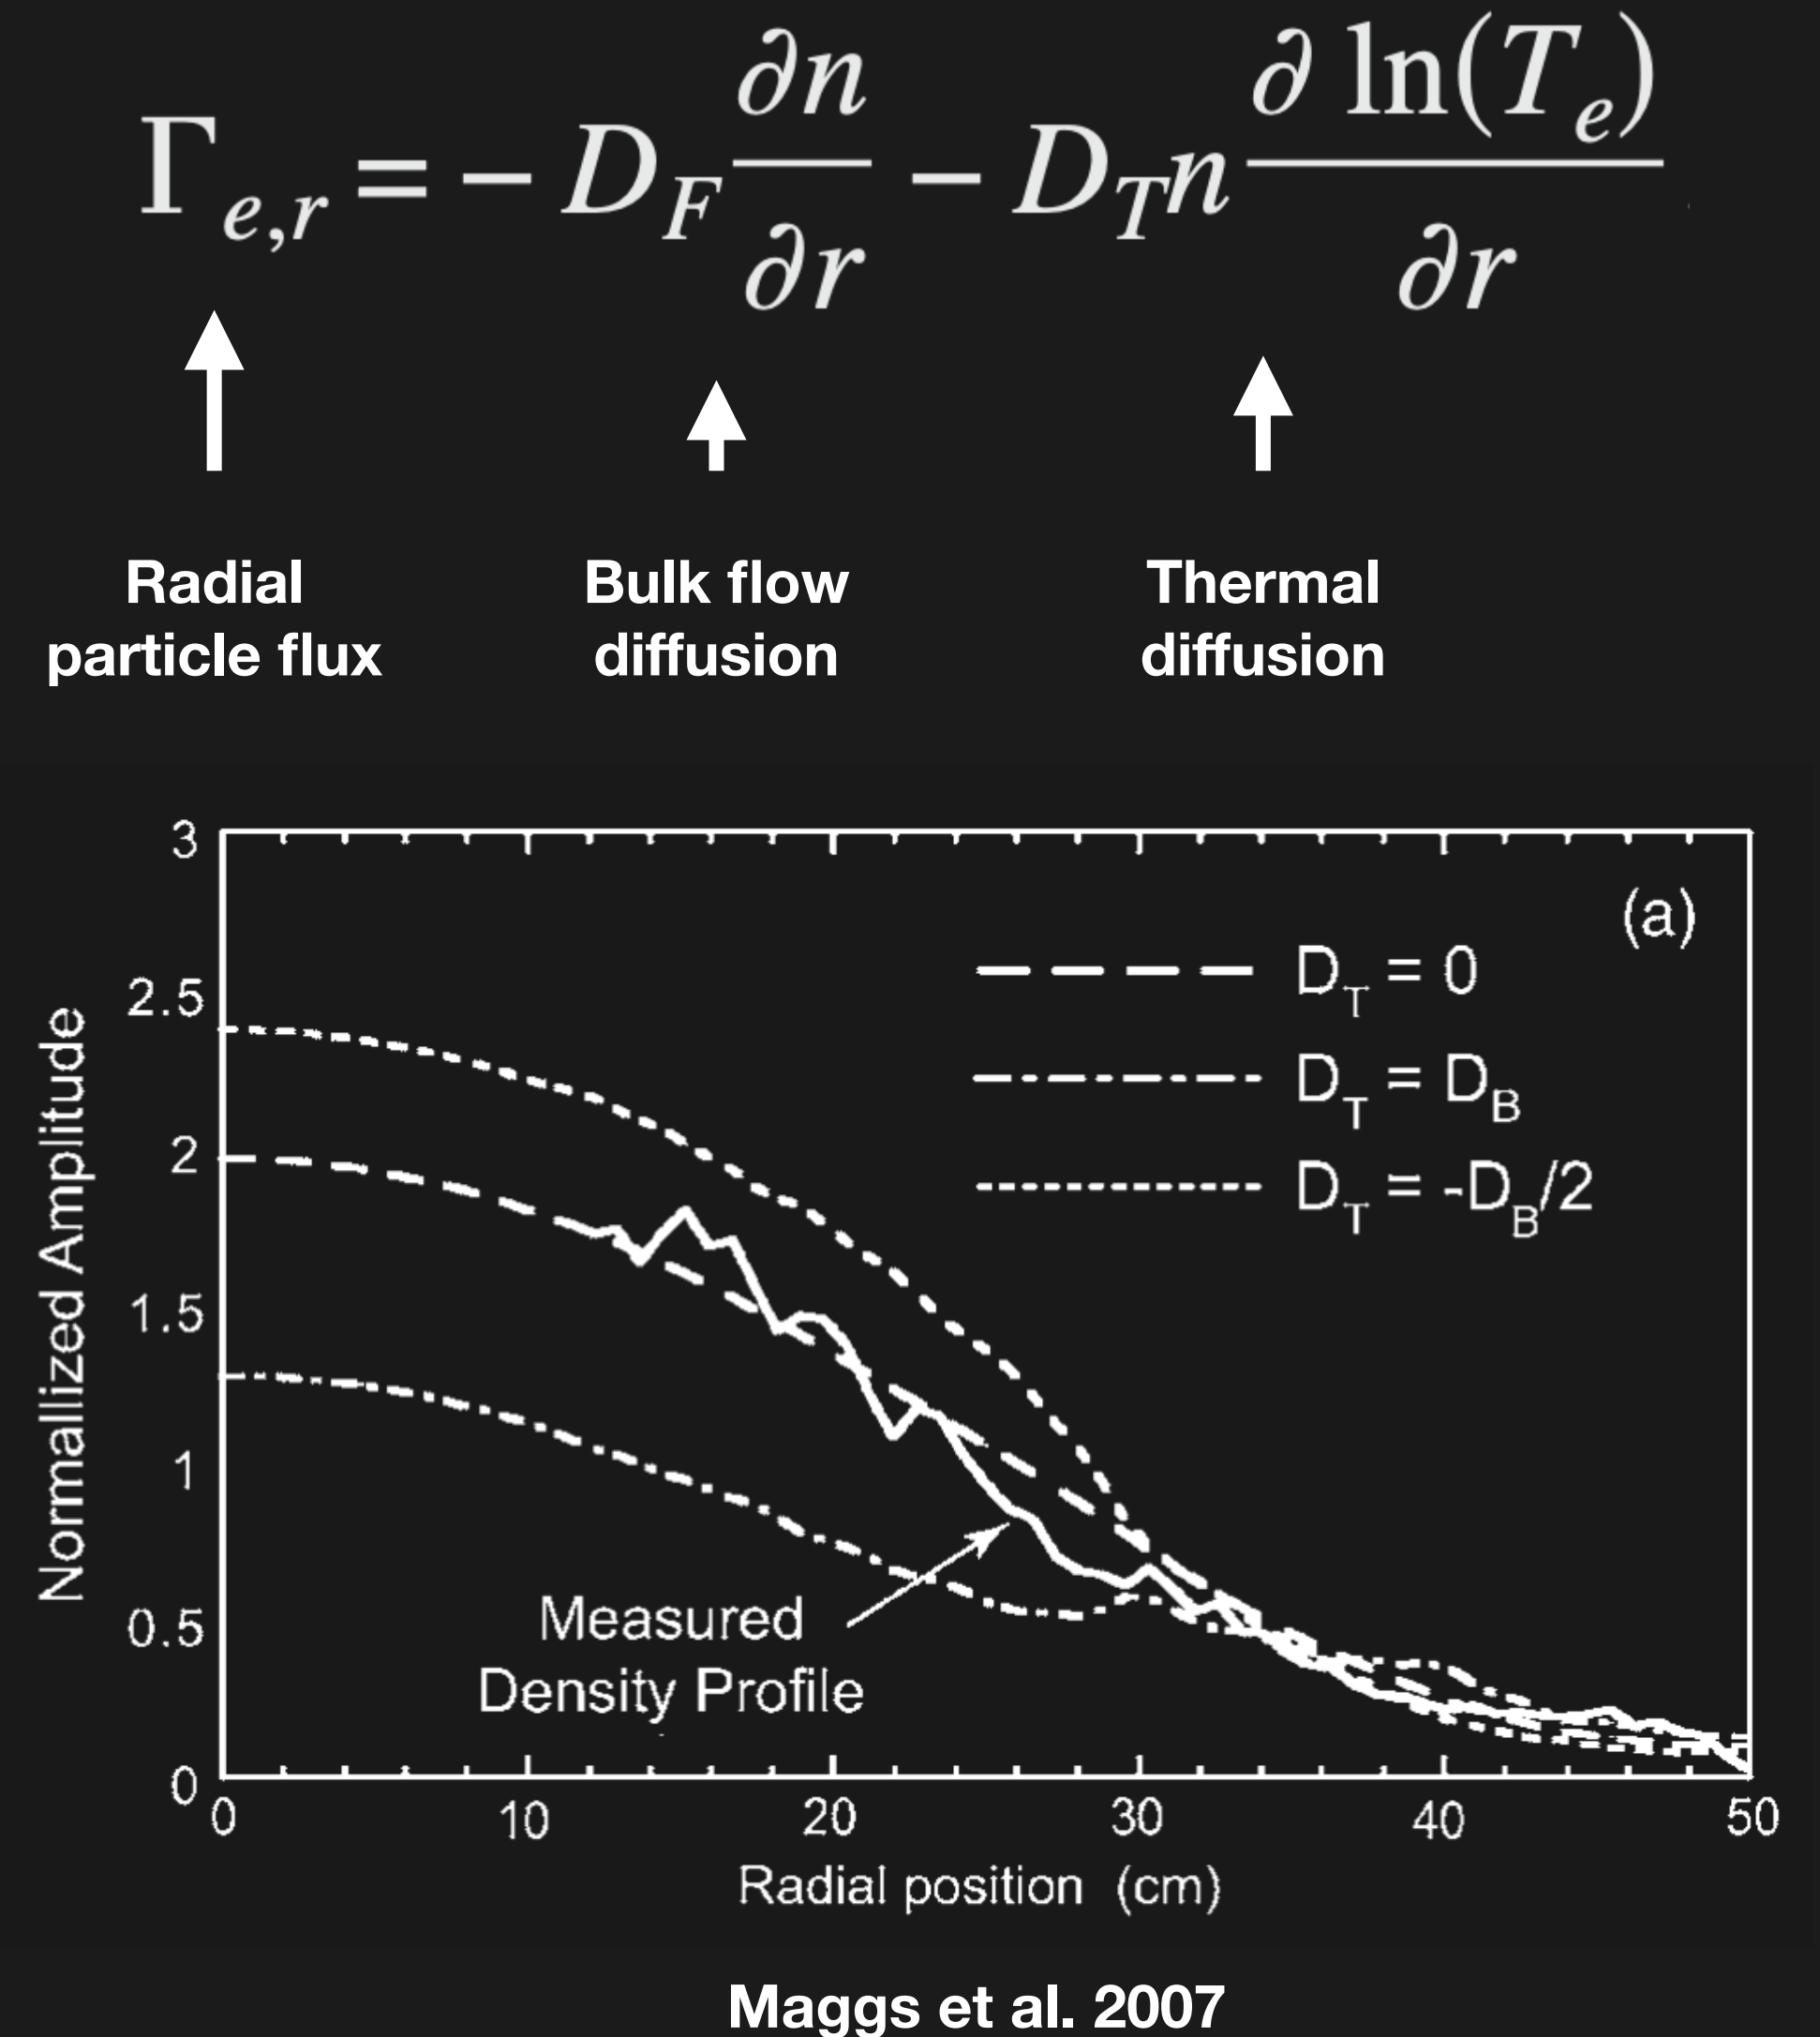 Γe,r = − DF ∂n/∂r − DT n ∂ ln(Te)/∂r
Radial
particle flux
Bulk flow
diffusion
Thermal
diffusion
(a)
DT = 0
DT = DB
DT = -DB/2
Normallized Amplitude
3
2.5
2
1.5
1
0.5
0
Measured
Density Profile
0 10 20 30 40 50
Radial position (cm)
Maggs et al. 2007